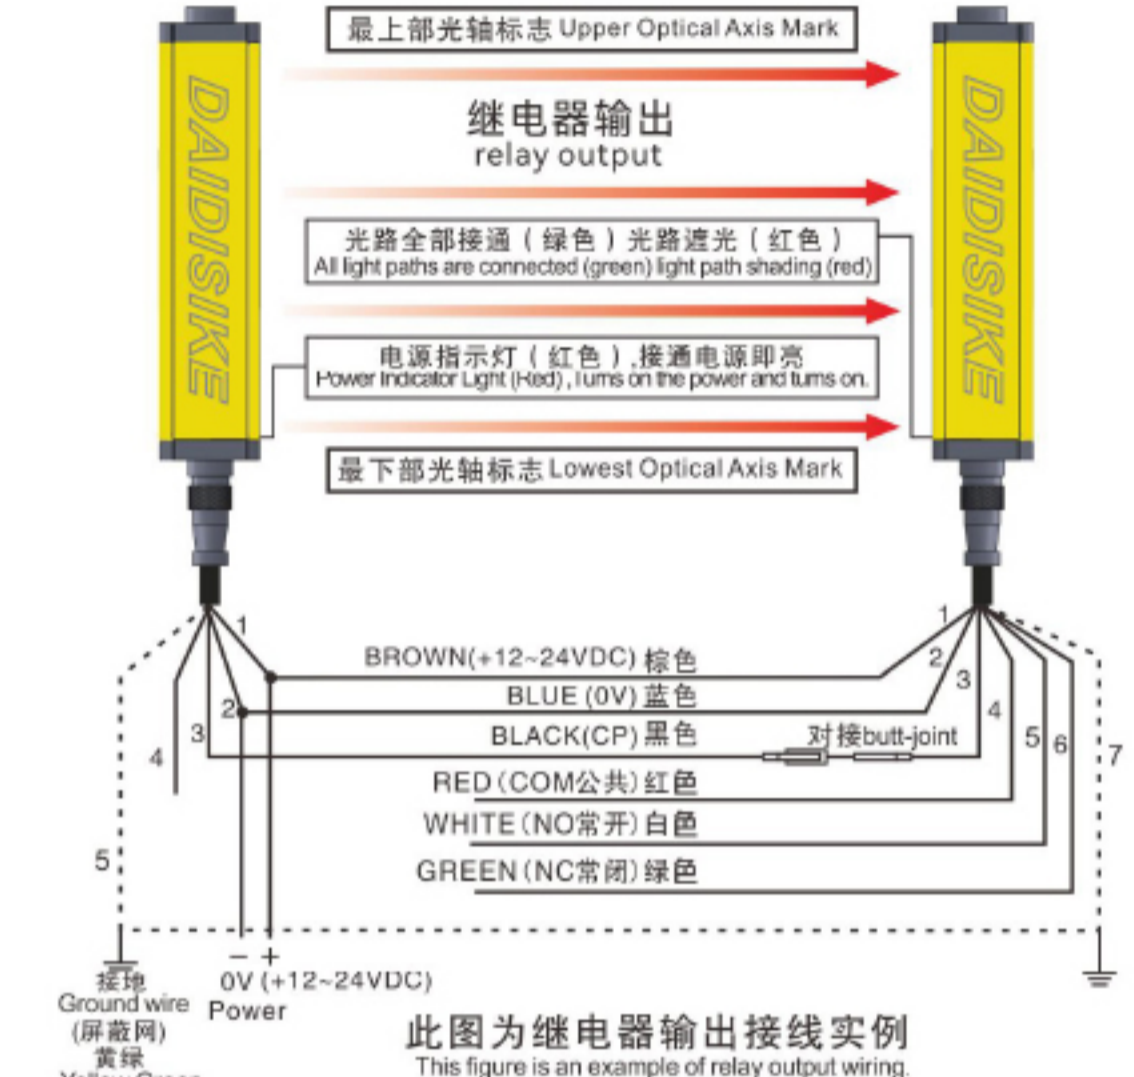 最上部光轴标志 Upper Optical Axis Mark
DAIDISIKE
DAIDISIKE
继电器输出
relay output
光路全部接通(绿色)光路遮光(红色)
All light paths are connected (green) light path shading (red)
电源指示灯(红色),接通电源即亮
Power Indicator Light (Red), Turns on the power and turns on.
最下部光轴标志 Lowest Optical Axis Mark
1
1
BROWN(+12~24VDC) 棕色
2
BLUE (0V) 蓝色
3
2
4
3
BLACK(CP) 黑色
对接butt-joint
5
6
7
4
RED (COM公共) 红色
WHITE (NO常开) 白色
5
GREEN (NC常闭) 绿色
− +
接地
0V (+12~24VDC)
Ground wire
Power
(屏蔽网)
黄绿
此图为继电器输出接线实例
This figure is an example of relay output wiring.